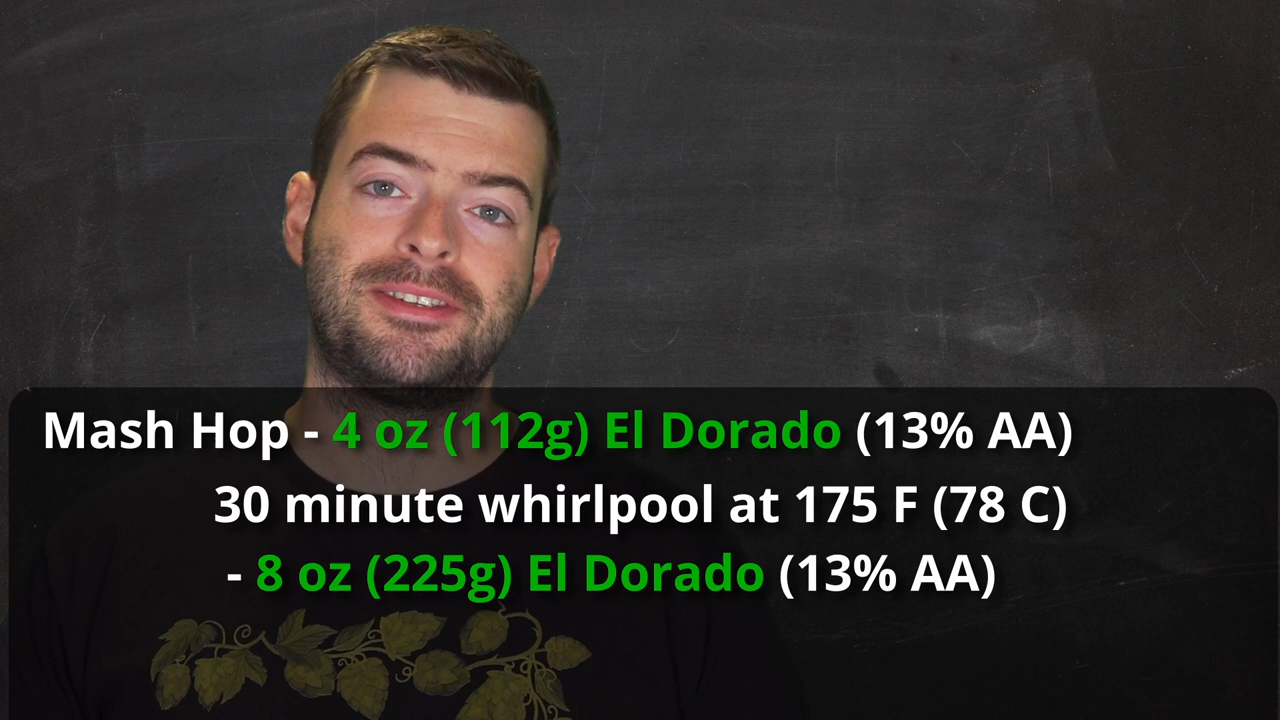 Mash Hop - 4 oz (112g) El Dorado (13% AA)
30 minute whirlpool at 175 F (78 C)
- 8 oz (225g) El Dorado (13% AA)